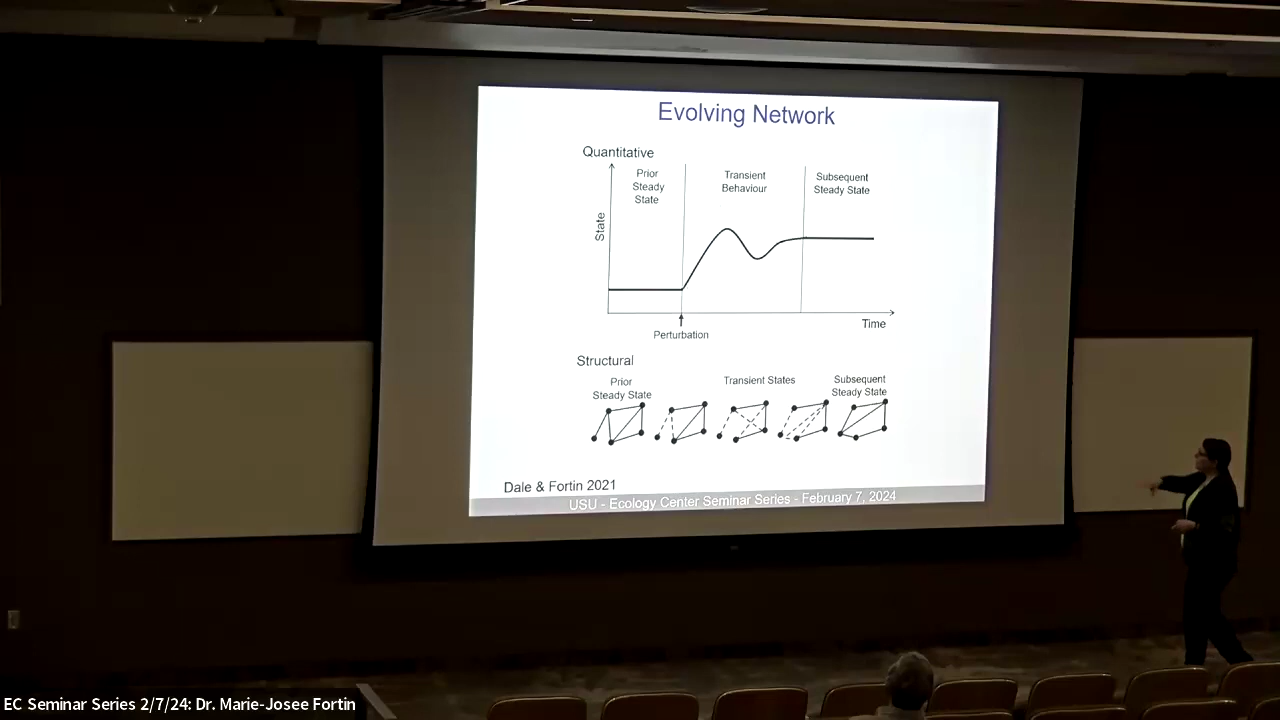 Evolving Network
Quantitative
Prior
Steady
State
Transient
Behaviour
Subsequent
Steady State
State
Time
Perturbation
Structural
Prior
Steady State
Transient States
Subsequent
Steady State
Dale & Fortin 2021
USU - Ecology Center Seminar Series - February 7, 2024
EC Seminar Series 2/7/24: Dr. Marie-Josee Fortin